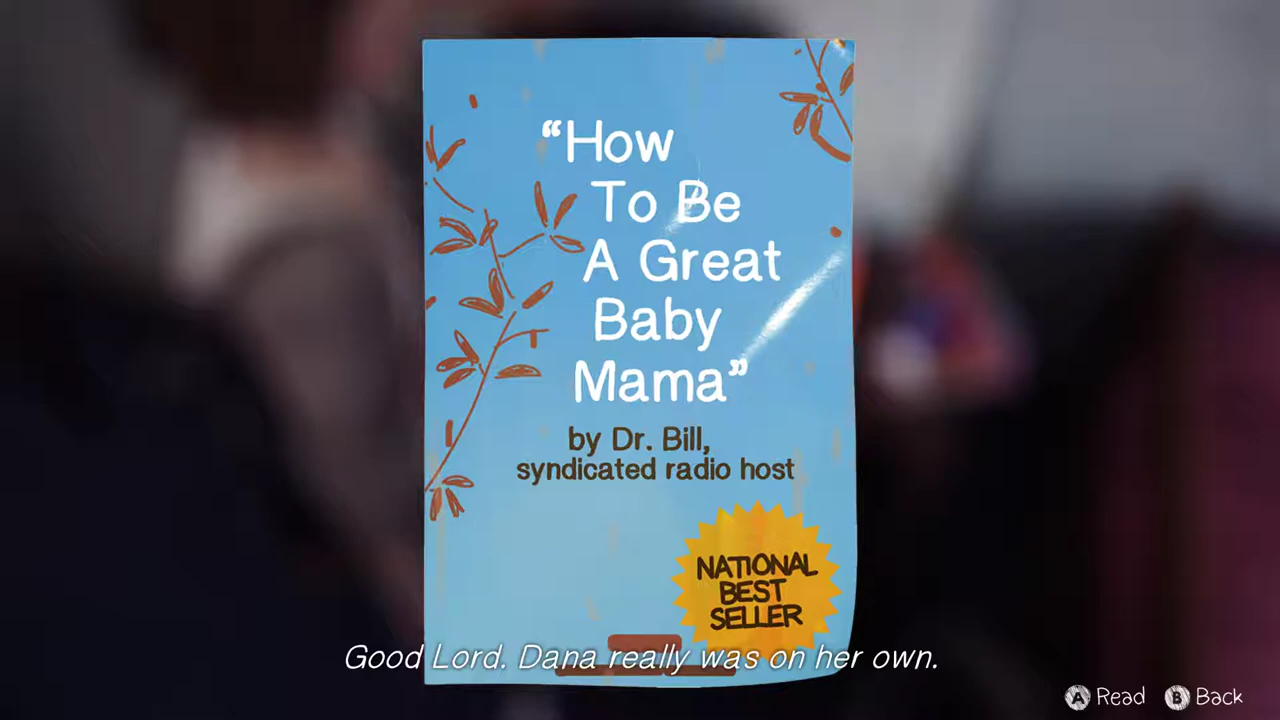 “How
To Be
A Great
Baby
Mama”
by Dr. Bill,
syndicated radio host
NATIONAL
BEST
SELLER
Good Lord. Dana really was on her own.
A Read B Back